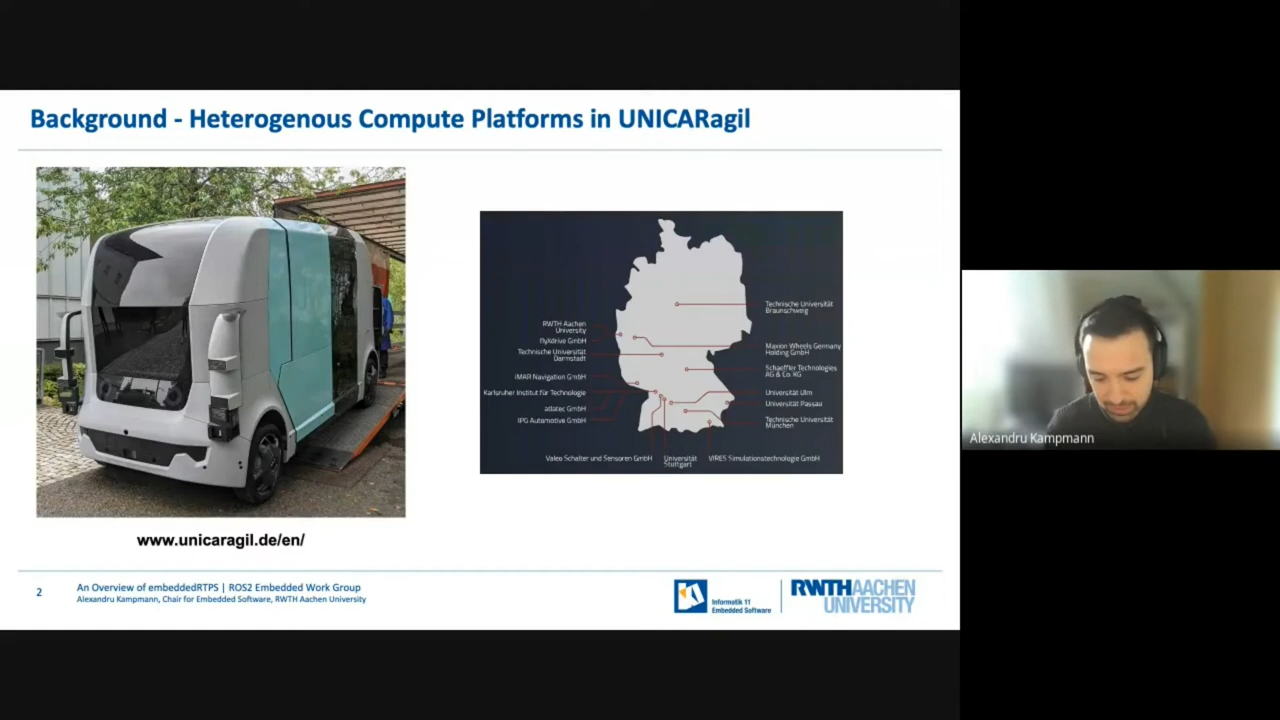 Background - Heterogenous Compute Platforms in UNICARagil
RWTH Aachen
University
flyXdrive GmbH
Technische Universität
Darmstadt
iMAR Navigation GmbH
Karlsruher Institut für Technologie
atlatec GmbH
IPG Automotive GmbH
Valeo Schalter und Sensoren GmbH
Universität
Stuttgart
VIRES Simulationstechnologie GmbH
Technische Universität
Braunschweig
Maxion Wheels Germany
Holding GmbH
Schaeffler Technologies
AG & Co. KG
Universität Ulm
Universität Passau
Technische Universität
München
www.unicaragil.de/en/
2
An Overview of embeddedRTPS | ROS2 Embedded Work Group
Alexandru Kampmann, Chair for Embedded Software, RWTH Aachen University
Informatik 11
Embedded Software
RWTHAACHEN
UNIVERSITY
Alexandru Kampmann